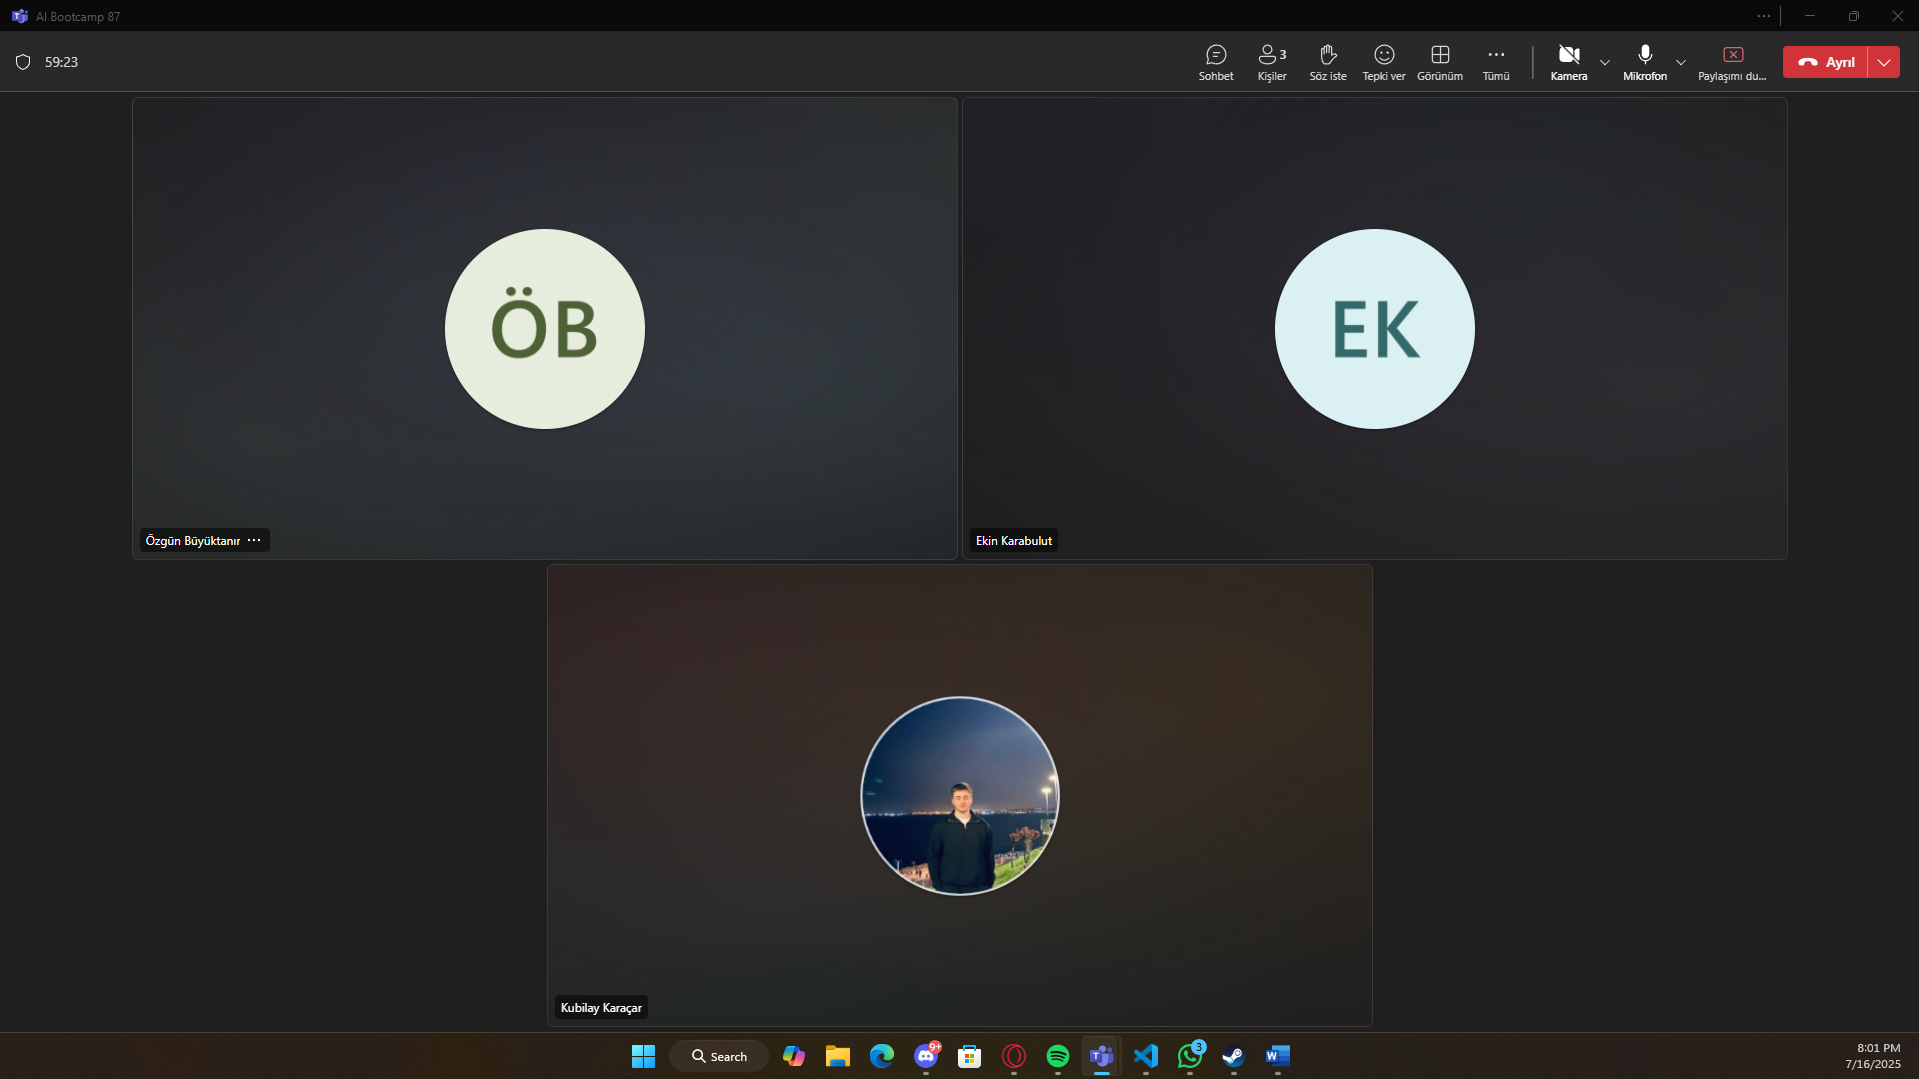 AI Bootcamp 87
59:23
3
Sohbet Kişiler Söz iste Tepki ver Görünüm Tümü Kamera Mikrofon Paylaşımı du... Ayrıl
ÖB
EK
Özgün Büyüktanır
Ekin Karabulut
Kubilay Karaçar
Search
9+
3
8:01 PM
7/16/2025